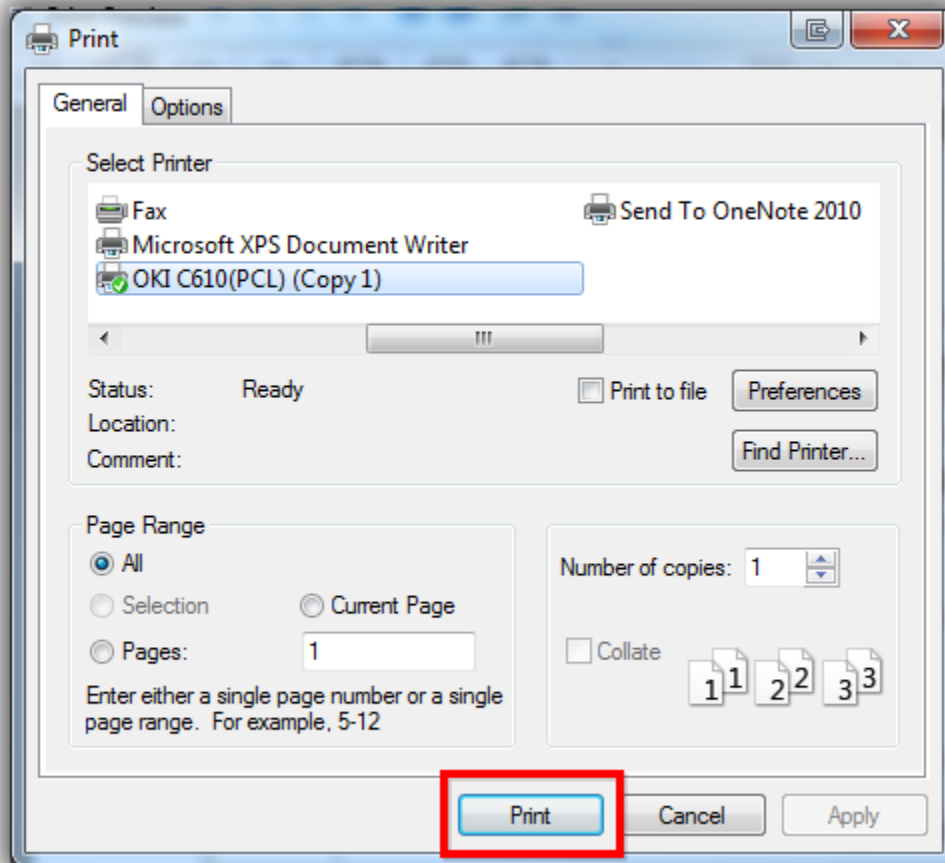 Print
General Options
Select Printer
Fax Send To OneNote 2010
Microsoft XPS Document Writer
OKI C610(PCL) (Copy 1)
Status: Ready Print to file Preferences
Location:
Comment: Find Printer...
Page Range
All
Selection Current Page
Pages: 1
Enter either a single page number or a single
page range. For example, 5-12
Number of copies: 1
Collate
1 1 2 2 3 3
Print Cancel Apply